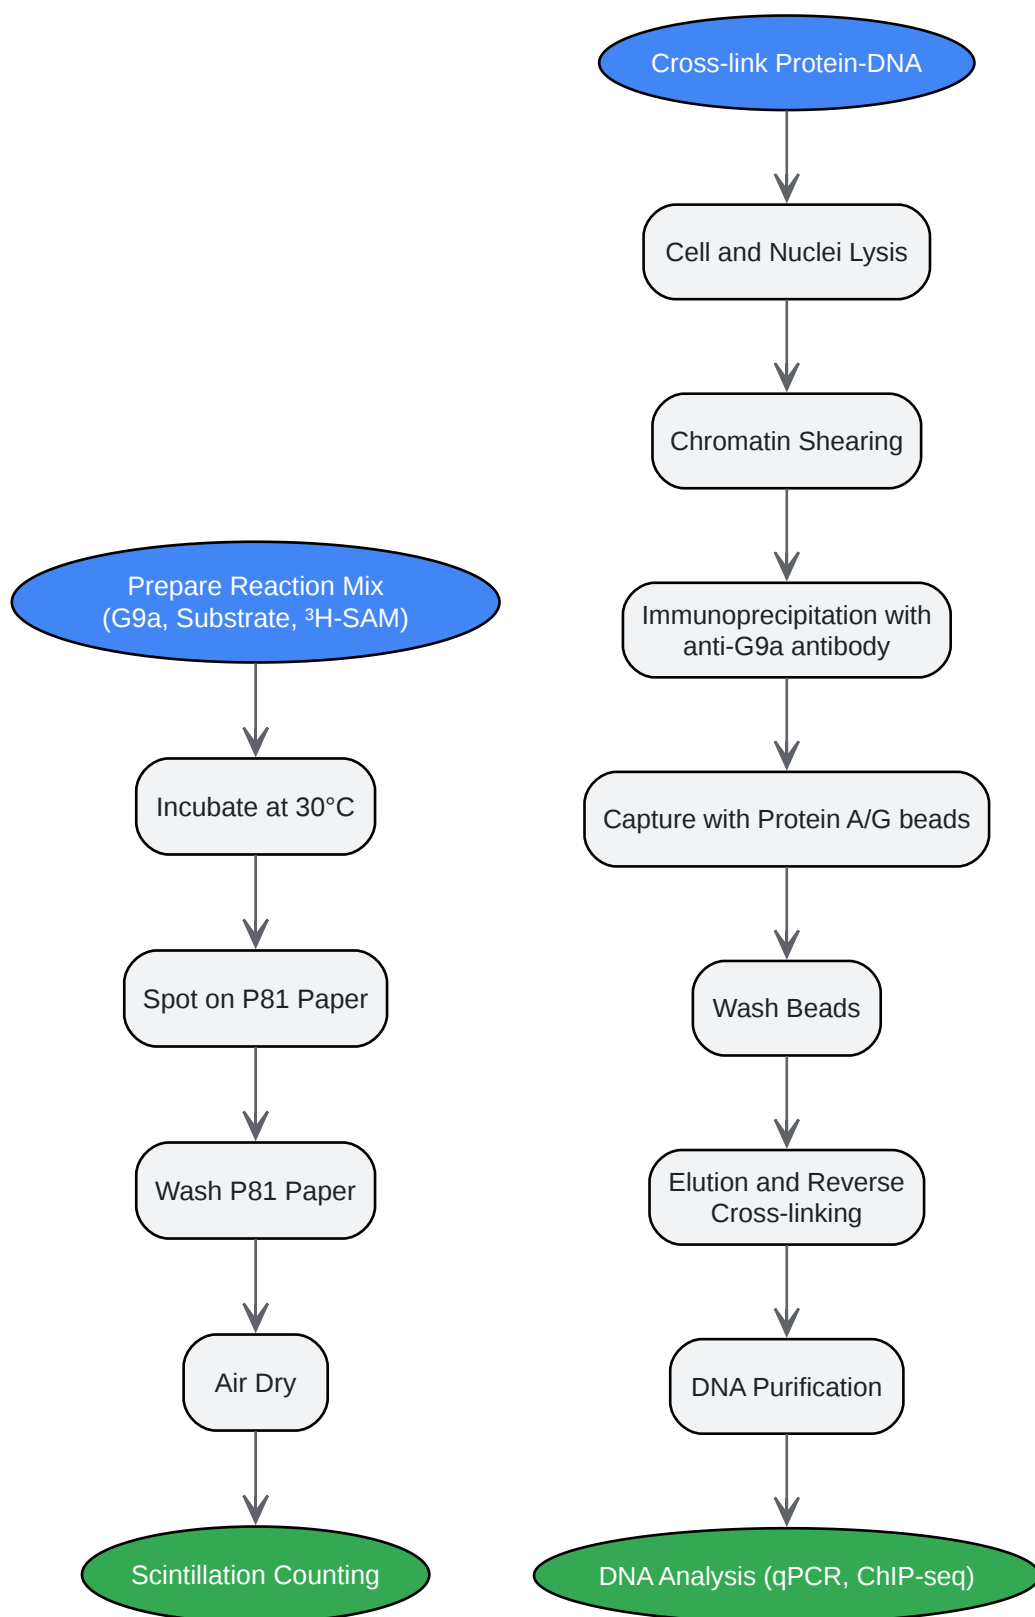 Prepare Reaction Mix
(G9a, Substrate, ³H-SAM)
Incubate at 30°C
Spot on P81 Paper
Wash P81 Paper
Air Dry
Scintillation Counting
Cross-link Protein-DNA
Cell and Nuclei Lysis
Chromatin Shearing
Immunoprecipitation with
anti-G9a antibody
Capture with Protein A/G beads
Wash Beads
Elution and Reverse
Cross-linking
DNA Purification
DNA Analysis (qPCR, ChIP-seq)